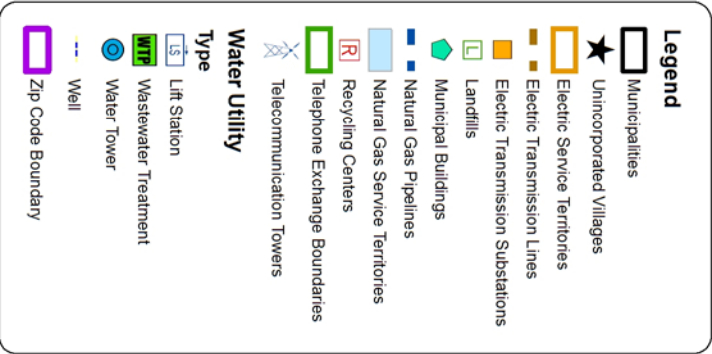 Legend
Municipalities
Unincorporated Villages
Electric Service Territories
Electric Transmission Lines
Electric Transmission Substations
L Landfills
Municipal Buildings
Natural Gas Pipelines
Natural Gas Service Territories
R Recycling Centers
Telephone Exchange Boundaries
Telecommunication Towers
Water Utility
Type
LS Lift Station
WTP Wastewater Treatment
Water Tower
Well
Zip Code Boundary